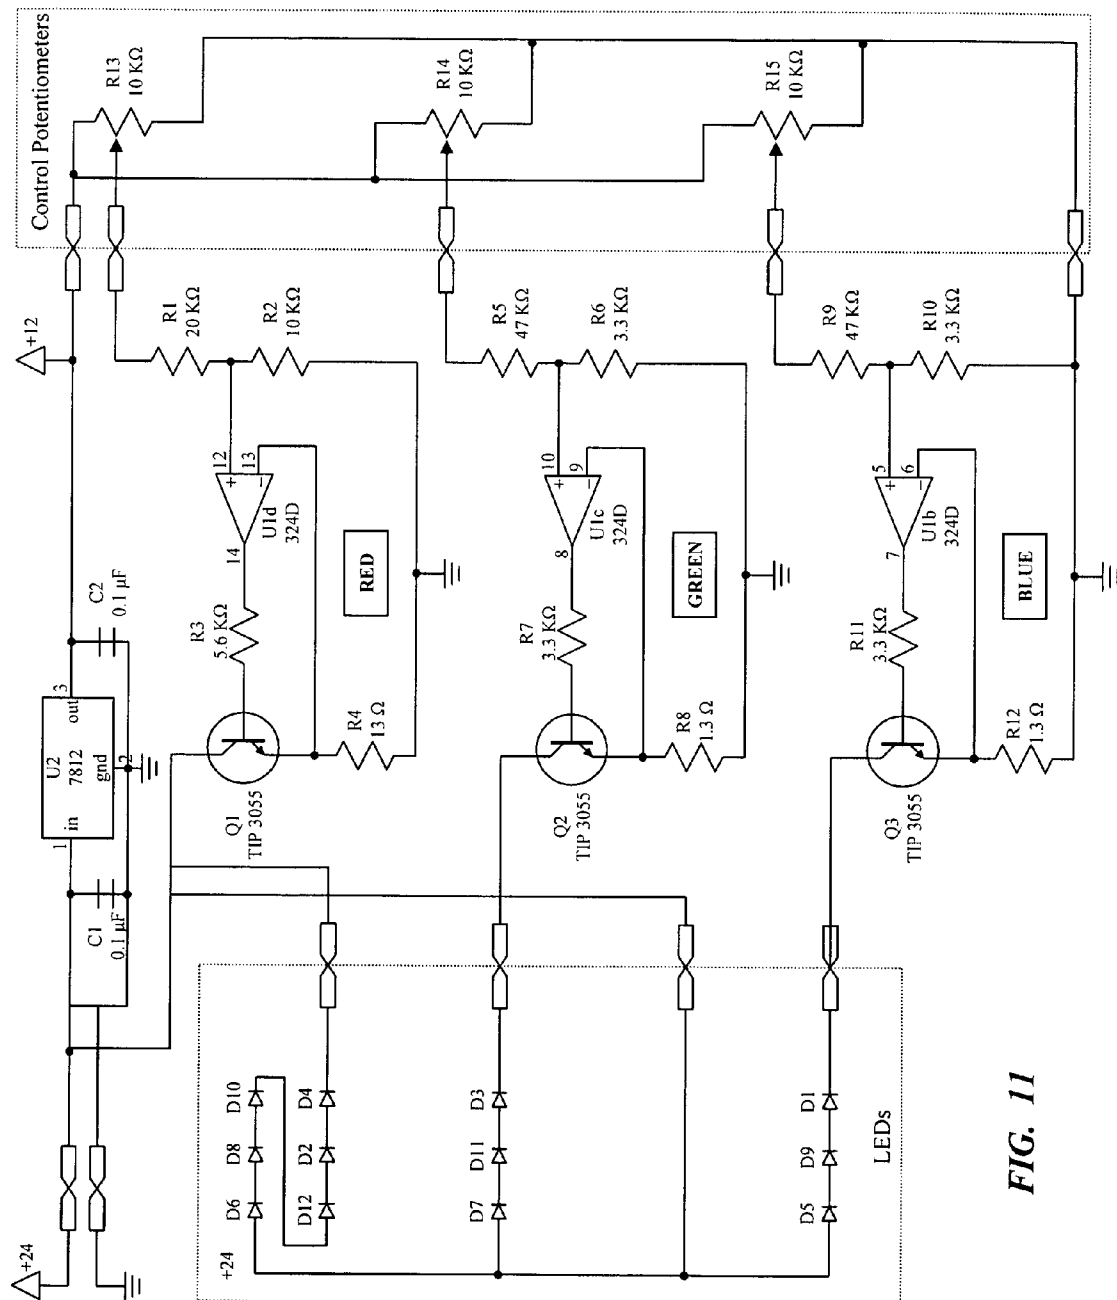 Control Potentiometers
R13
10 KΩ
R14
10 KΩ
R15
10 KΩ
+12
R1
20 KΩ
R2
10 KΩ
R5
47 KΩ
R6
3.3 KΩ
R9
47 KΩ
R10
3.3 KΩ
C2
0.1 µF
U2
7812
in
out
gnd
1
3
2
C1
0.1 µF
12
13
+
−
14
U1d
324D
R3
5.6 KΩ
RED
Q1
TIP 3055
R4
13 Ω
10
9
+
−
8
U1c
324D
R7
3.3 KΩ
GREEN
Q2
TIP 3055
R8
1.3 Ω
5
6
+
−
7
U1b
324D
R11
3.3 KΩ
BLUE
Q3
TIP 3055
R12
1.3 Ω
+24
+24
D6
D8
D10
D12
D2
D4
D7
D11
D3
D5
D9
D1
LEDs
FIG. 11